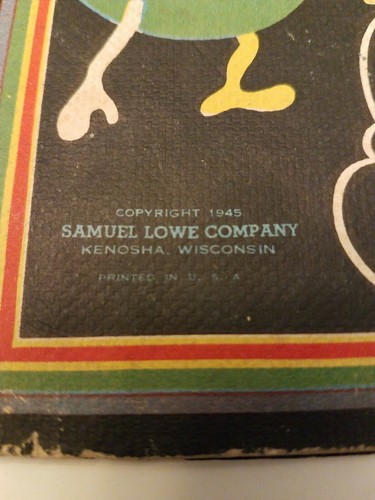 COPYRIGHT 1945
SAMUEL LOWE COMPANY
KENOSHA, WISCONSIN
PRINTED IN U. S. A